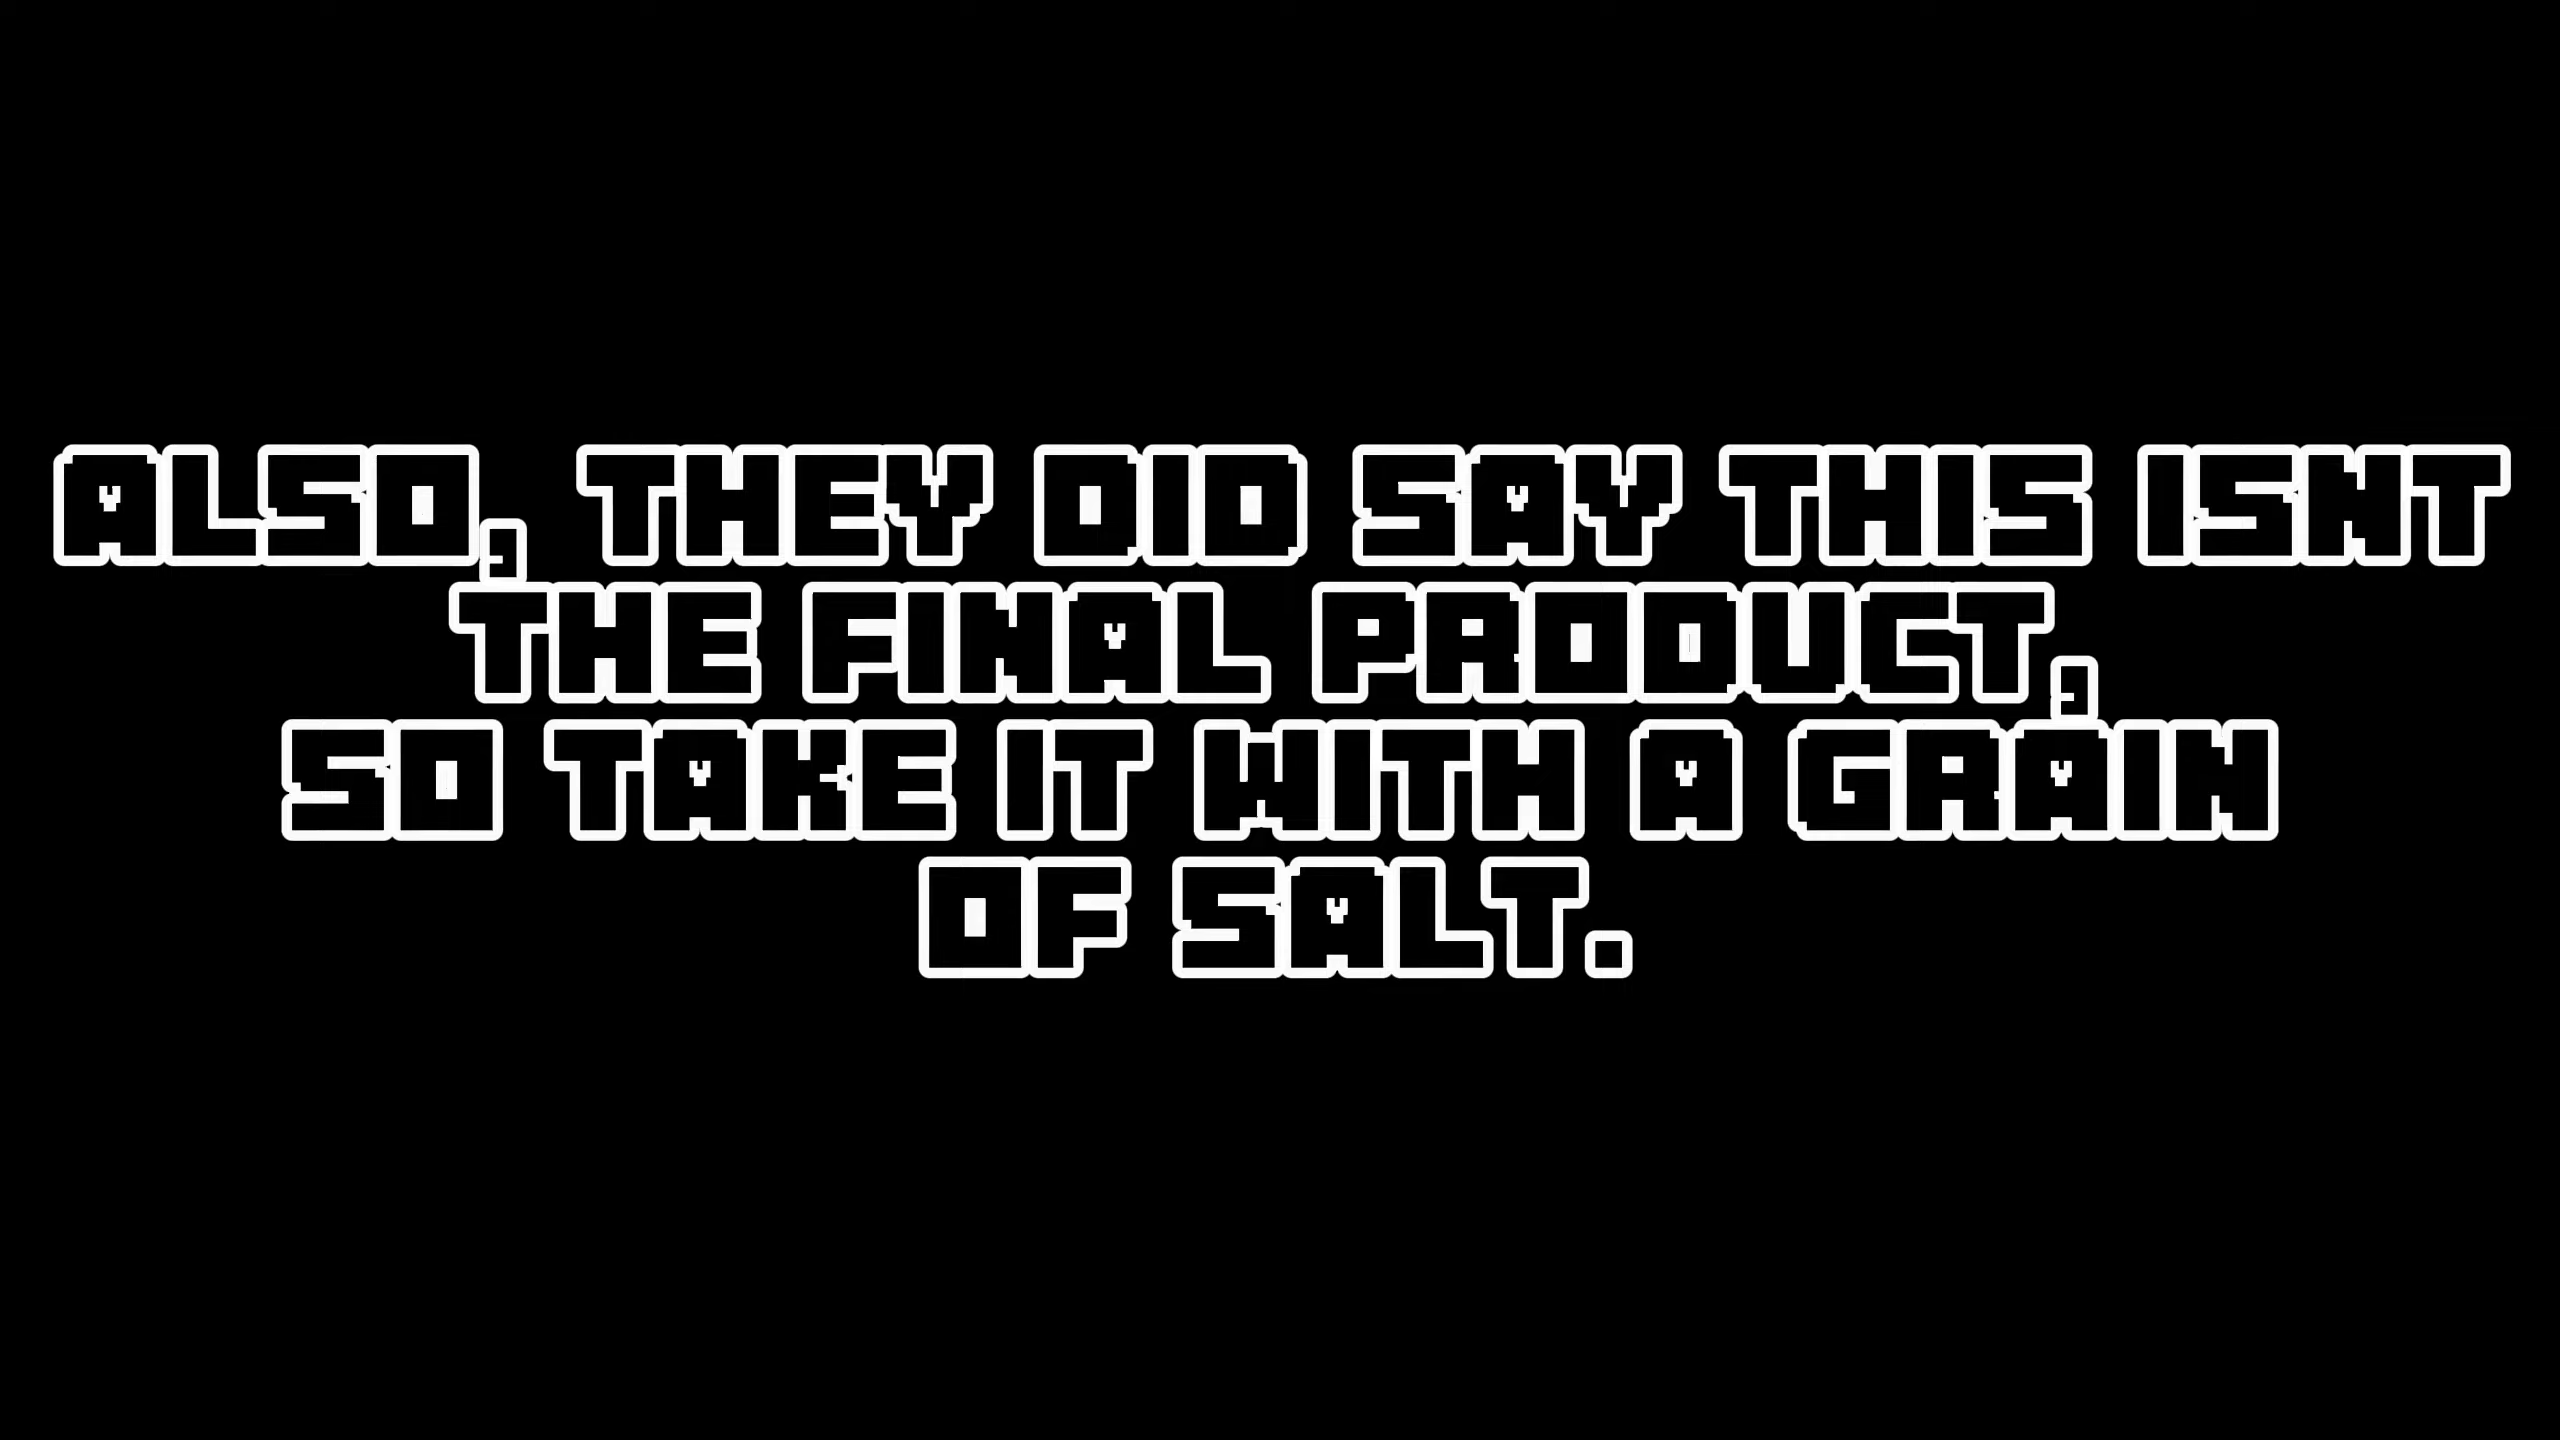 ALSO, THEY DID SAY THIS ISNT
THE FINAL PRODUCT,
SO TAKE IT WITH A GRAIN
OF SALT.